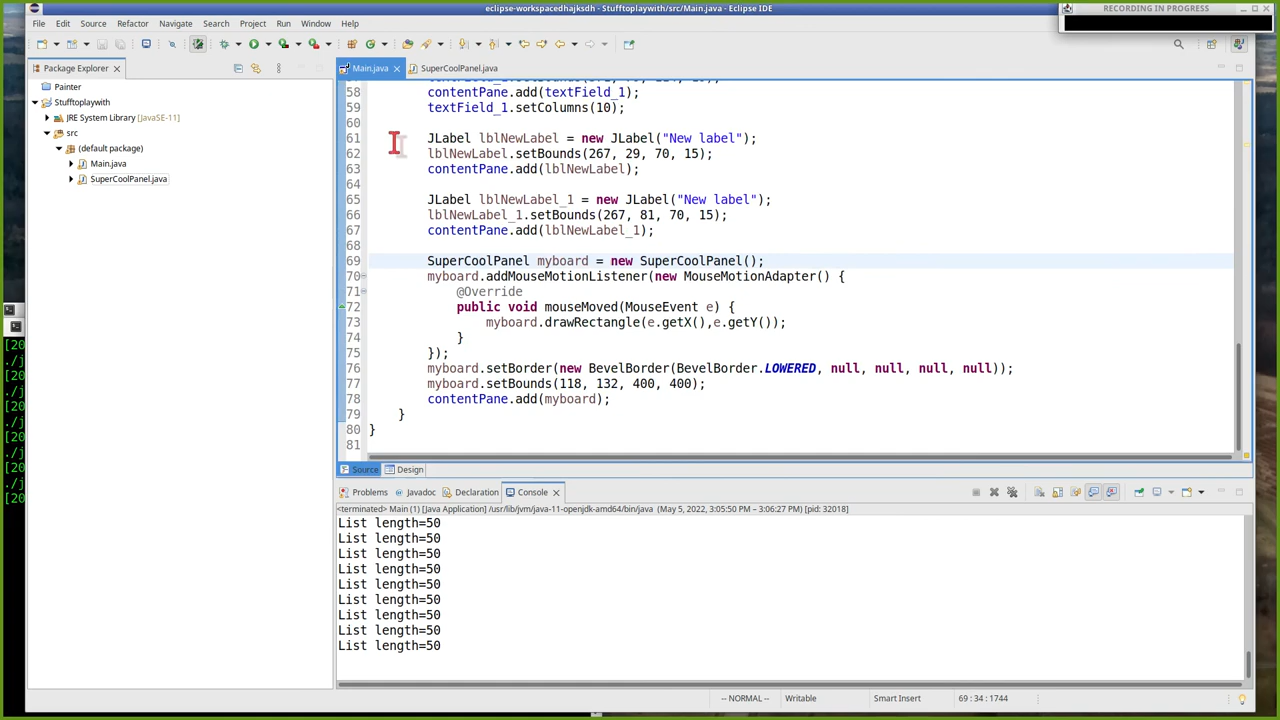 eclipse-workspacedhajksdh - Stufftoplaywith/src/Main.java - Eclipse IDE
RECORDING IN PROGRESS
File Edit Source Refactor Navigate Search Project Run Window Help
Package Explorer
Main.java
SuperCoolPanel.java
Painter
Stufftoplaywith
JRE System Library [JavaSE-11]
src
(default package)
Main.java
SuperCoolPanel.java
58 contentPane.add(textField_1);
59 textField_1.setColumns(10);
60
61 JLabel lblNewLabel = new JLabel("New label");
62 lblNewLabel.setBounds(267, 29, 70, 15);
63 contentPane.add(lblNewLabel);
64
65 JLabel lblNewLabel_1 = new JLabel("New label");
66 lblNewLabel_1.setBounds(267, 81, 70, 15);
67 contentPane.add(lblNewLabel_1);
68
69 SuperCoolPanel myboard = new SuperCoolPanel();
70 myboard.addMouseMotionListener(new MouseMotionAdapter() {
71 @Override
72 public void mouseMoved(MouseEvent e) {
73 myboard.drawRectangle(e.getX(),e.getY());
74 }
75 });
76 myboard.setBorder(new BevelBorder(BevelBorder.LOWERED, null, null, null, null));
77 myboard.setBounds(118, 132, 400, 400);
78 contentPane.add(myboard);
79 }
80 }
81
Source Design
Problems Javadoc Declaration Console
<terminated> Main (1) [Java Application] /usr/lib/jvm/java-11-openjdk-amd64/bin/java (May 5, 2022, 3:05:50 PM – 3:06:27 PM) [pid: 32018]
List length=50
List length=50
List length=50
List length=50
List length=50
List length=50
List length=50
List length=50
List length=50
[20
./j
[20
./j
[20
./j
[20
./j
[20
./j
[20
-- NORMAL -- Writable Smart Insert 69 : 34 : 1744